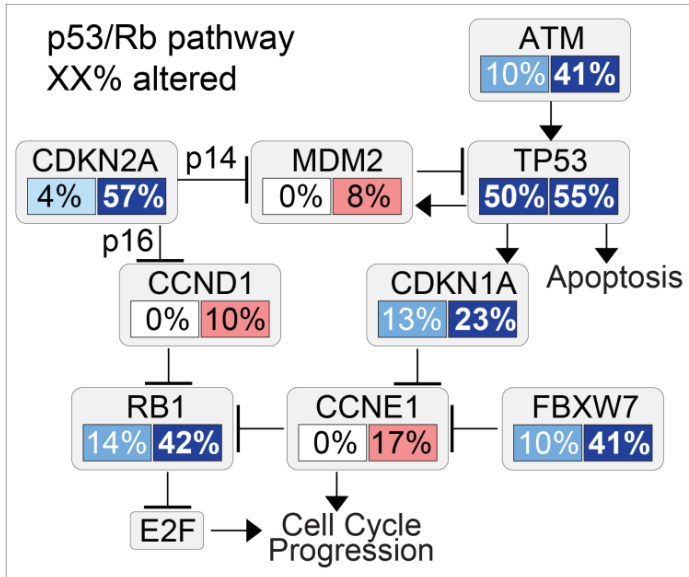 p53/Rb pathway
XX% altered
ATM
10% 41%
CDKN2A
4% 57%
p14
MDM2
0% 8%
TP53
50% 55%
p16
CCND1
0% 10%
CDKN1A
13% 23%
Apoptosis
RB1
14% 42%
CCNE1
0% 17%
FBXW7
10% 41%
E2F
Cell Cycle
Progression